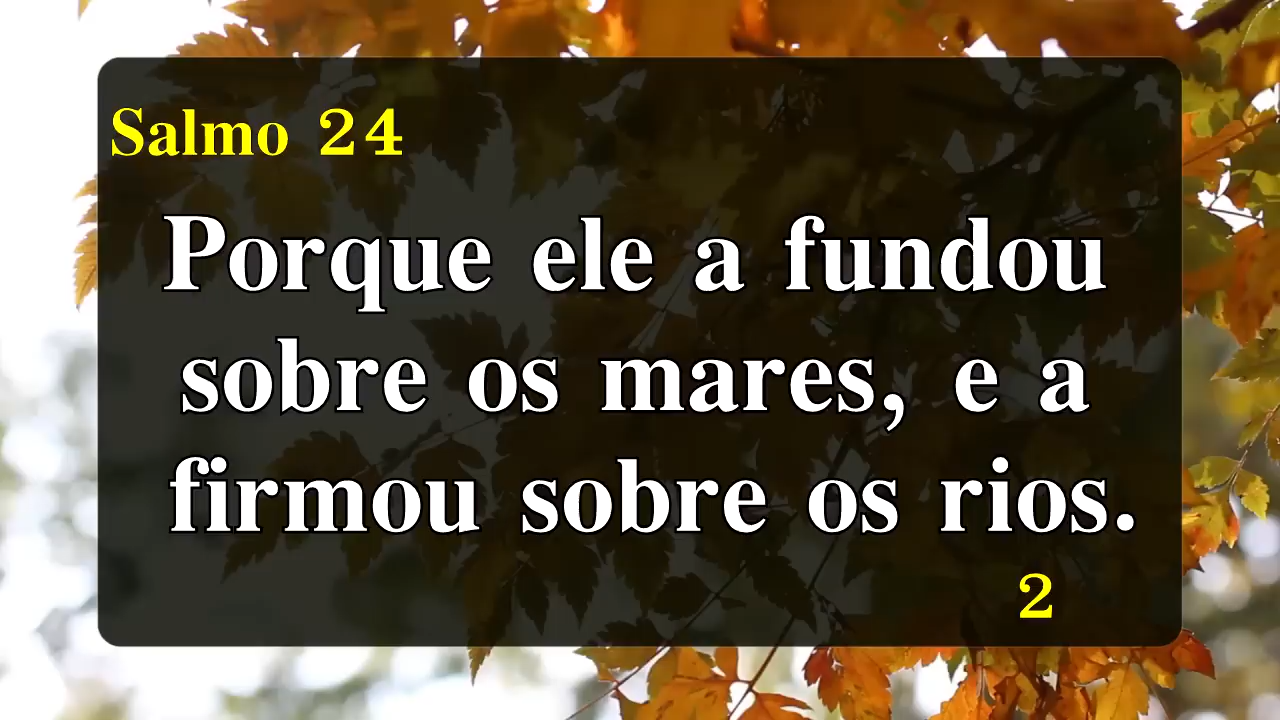 Salmo 24
Porque ele a fundou
sobre os mares, e a
firmou sobre os rios.
2